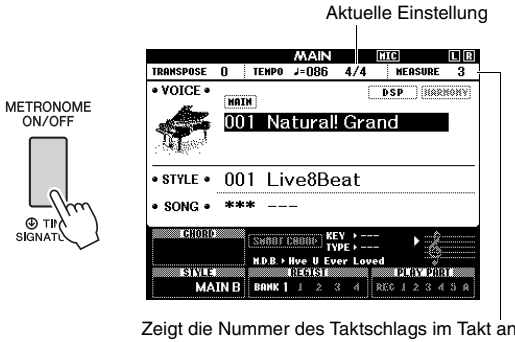 Aktuelle Einstellung
MAIN MIC L R
TRANSPOSE 0 TEMPO ♩=086 4/4 MEASURE 3
VOICE DSP HARMONY
MAIN
001 Natural! Grand
METRONOME
ON/OFF
TIM
SIGNATU
STYLE 001 Live8Beat
SONG *** ---
CHORD SMART CHORD KEY ---
TYPE ---
M.D.B. Hve U Ever Loved
STYLE REGIST PLAY PART
MAIN B BANK 1 1 2 3 4 REC 1 2 3 4 5 A
Zeigt die Nummer des Taktschlags im Takt an